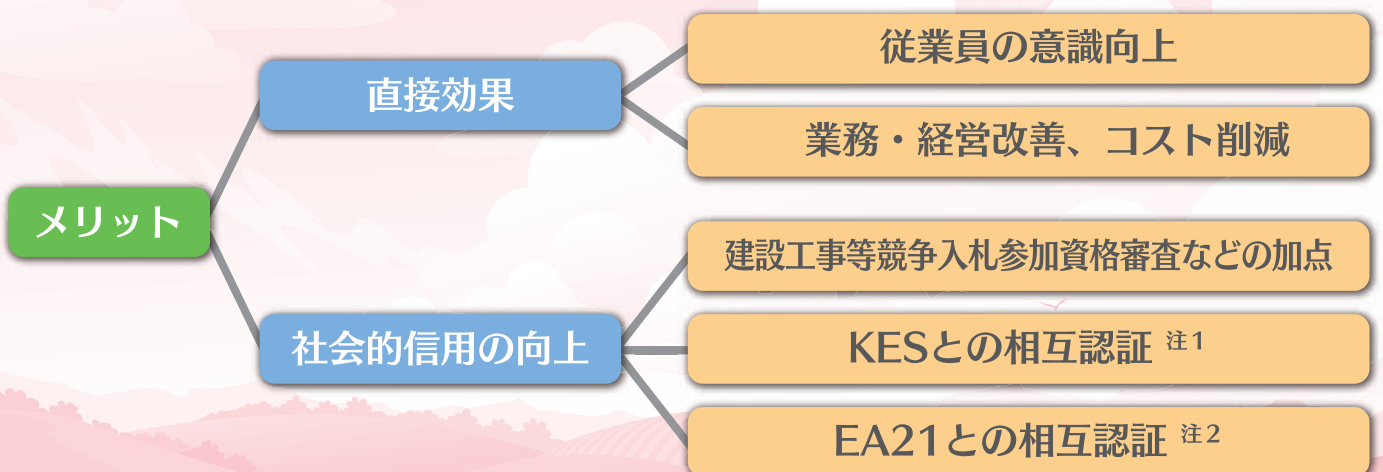 メリット
直接効果
従業員の意識向上
業務・経営改善、コスト削減
社会的信用の向上
建設工事等競争入札参加資格審査などの加点
KESとの相互認証 注1
EA21との相互認証 注2